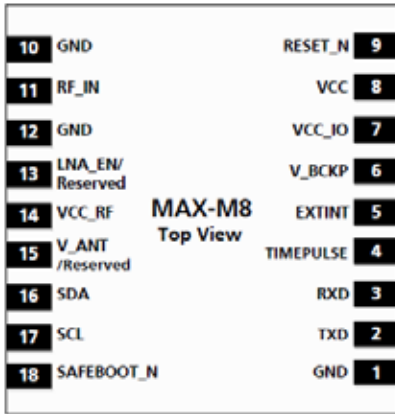 10 GND RESET_N 9
11 RF_IN VCC 8
12 GND VCC_IO 7
13 LNA_EN/
Reserved
V_BCKP 6
14 VCC_RF MAX-M8 EXTINT 5
Top View
15 V_ANT
/Reserved
TIMEPULSE 4
16 SDA RXD 3
17 SCL TXD 2
18 SAFEBOOT_N GND 1